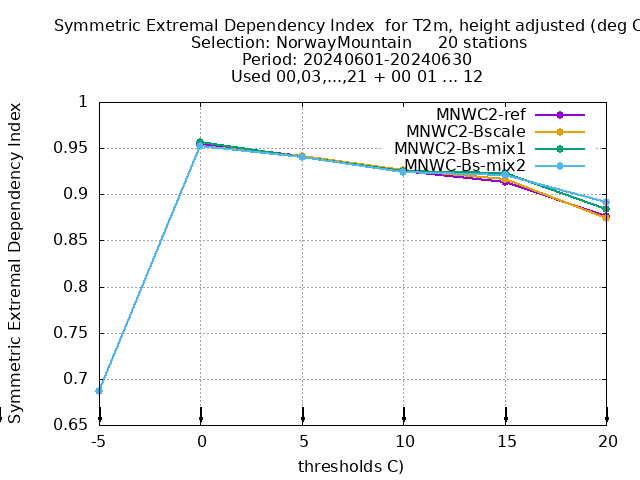 Symmetric Extremal Dependency Index for T2m, height adjusted (deg C
Selection: NorwayMountain 20 stations
Period: 20240601-20240630
Used 00,03,...,21 + 00 01 ... 12
Symmetric Extremal Dependency Index
1
0.95
0.9
0.85
0.8
0.75
0.7
0.65
MNWC2-ref
MNWC2-Bscale
MNWC2-Bs-mix1
MNWC-Bs-mix2
-5 0 5 10 15 20
thresholds C)